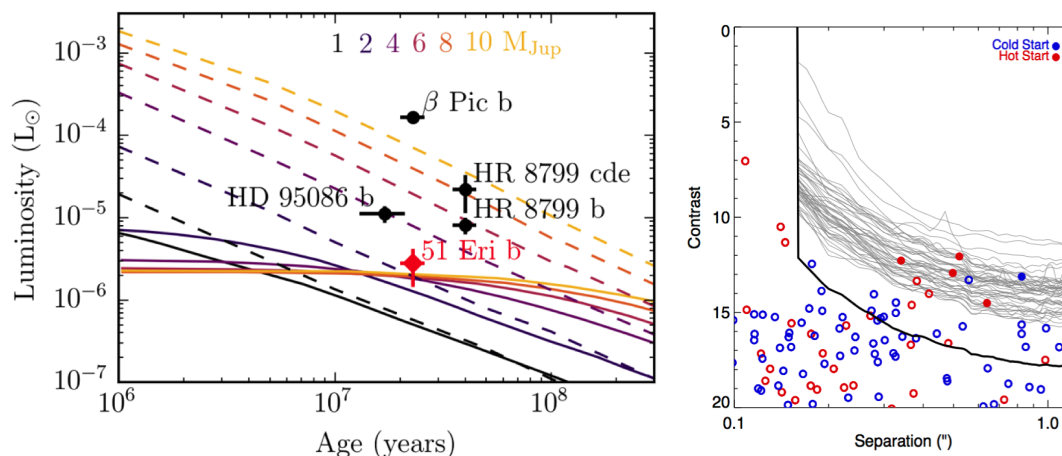 1 2 4 6 8 10 M_Jup
β Pic b
HR 8799 cde
HD 95086 b
HR 8799 b
51 Eri b
Luminosity (L⊙)
10⁻³
10⁻⁴
10⁻⁵
10⁻⁶
10⁻⁷
10⁶ 10⁷ 10⁸
Age (years)
Cold Start
Hot Start
Contrast
0
5
10
15
20
0.1 1.0
Separation (")